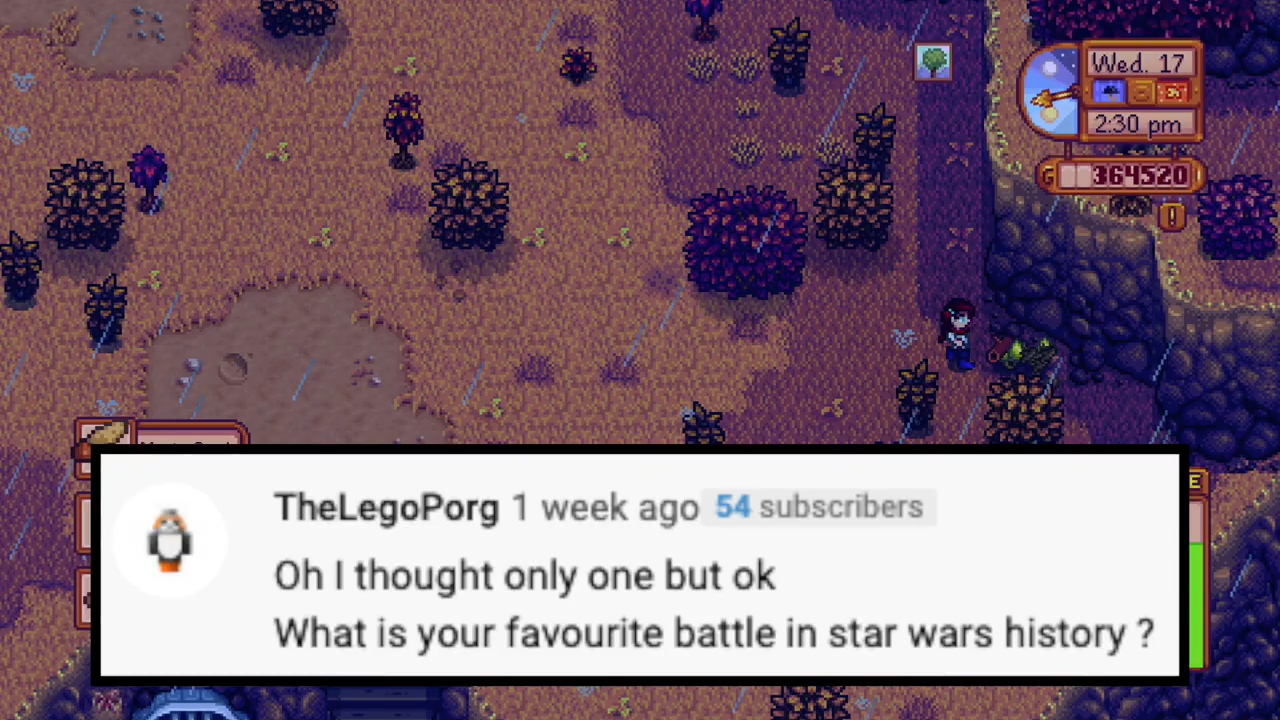 Wed. 17
2:30 pm
G 364520
!
E
TheLegoPorg 1 week ago 54 subscribers
Oh I thought only one but ok
What is your favourite battle in star wars history ?